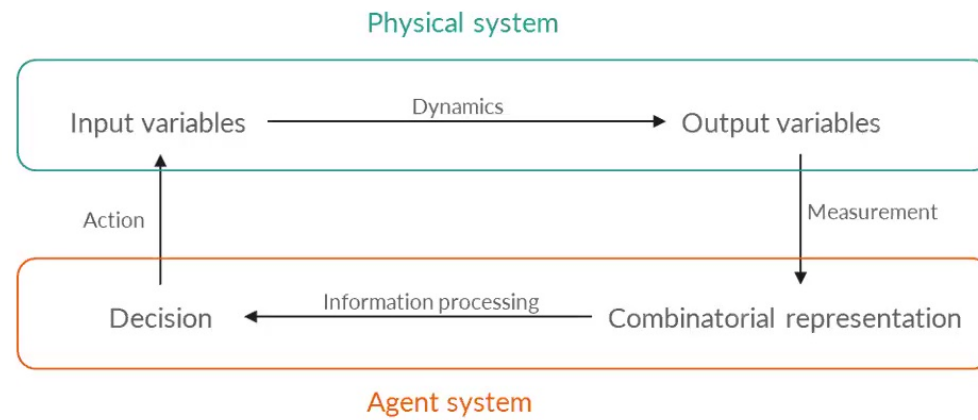 Physical system
Dynamics
Input variables
Output variables
Action
Measurement
Information processing
Decision
Combinatorial representation
Agent system